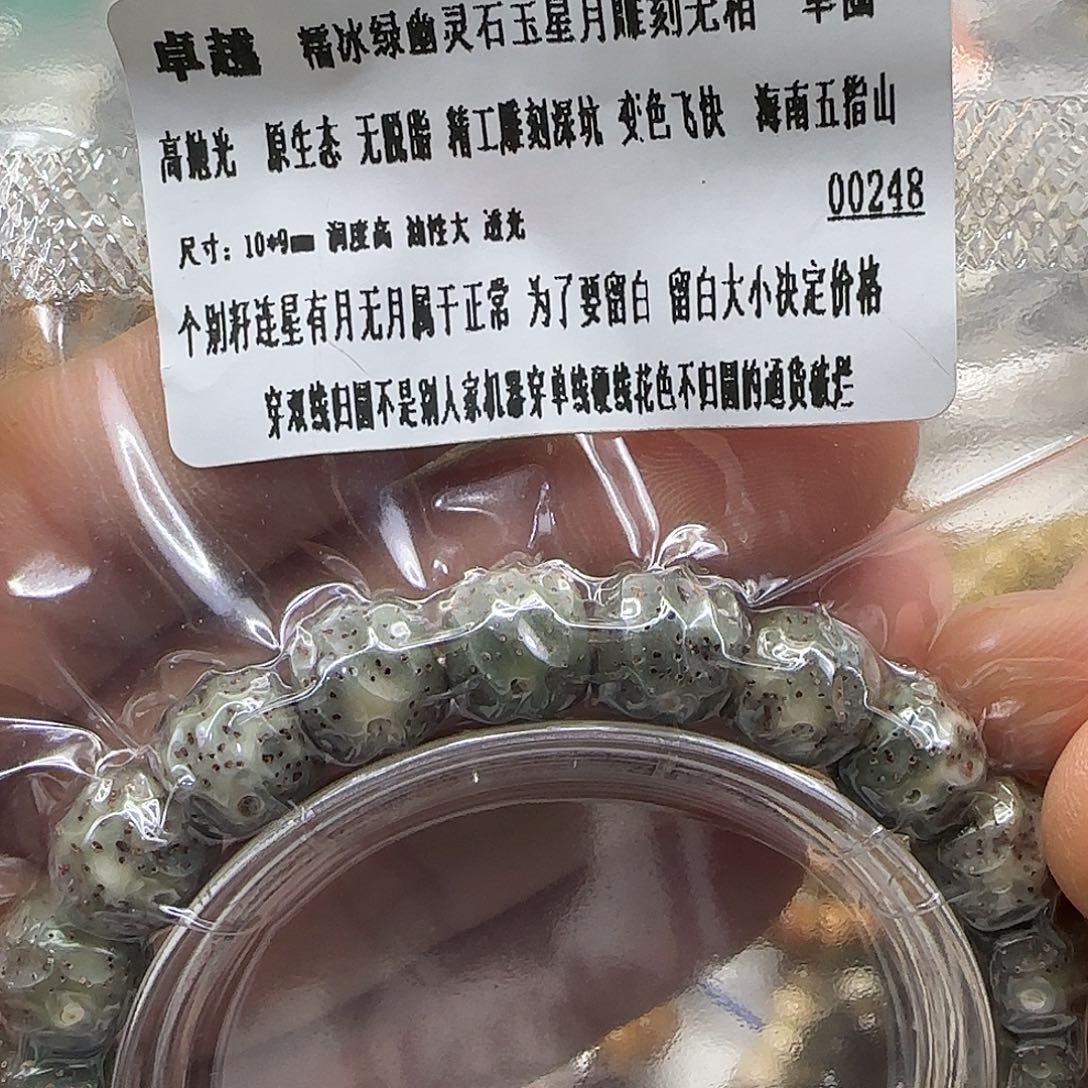 卓越 糯冰绿幽灵石玉星月雕刻无相 单圈
高抛光 原生态 无脱脂 精工雕刻深坑 变色飞快 海南五指山
00248
尺寸：10*9mm 润度高 油性大 透光
个别籽连星有月无月属于正常 为了要留白 留白大小决定价格
穿双线归圆不是别人家机器穿单线硬线花色不归圆的通货破烂